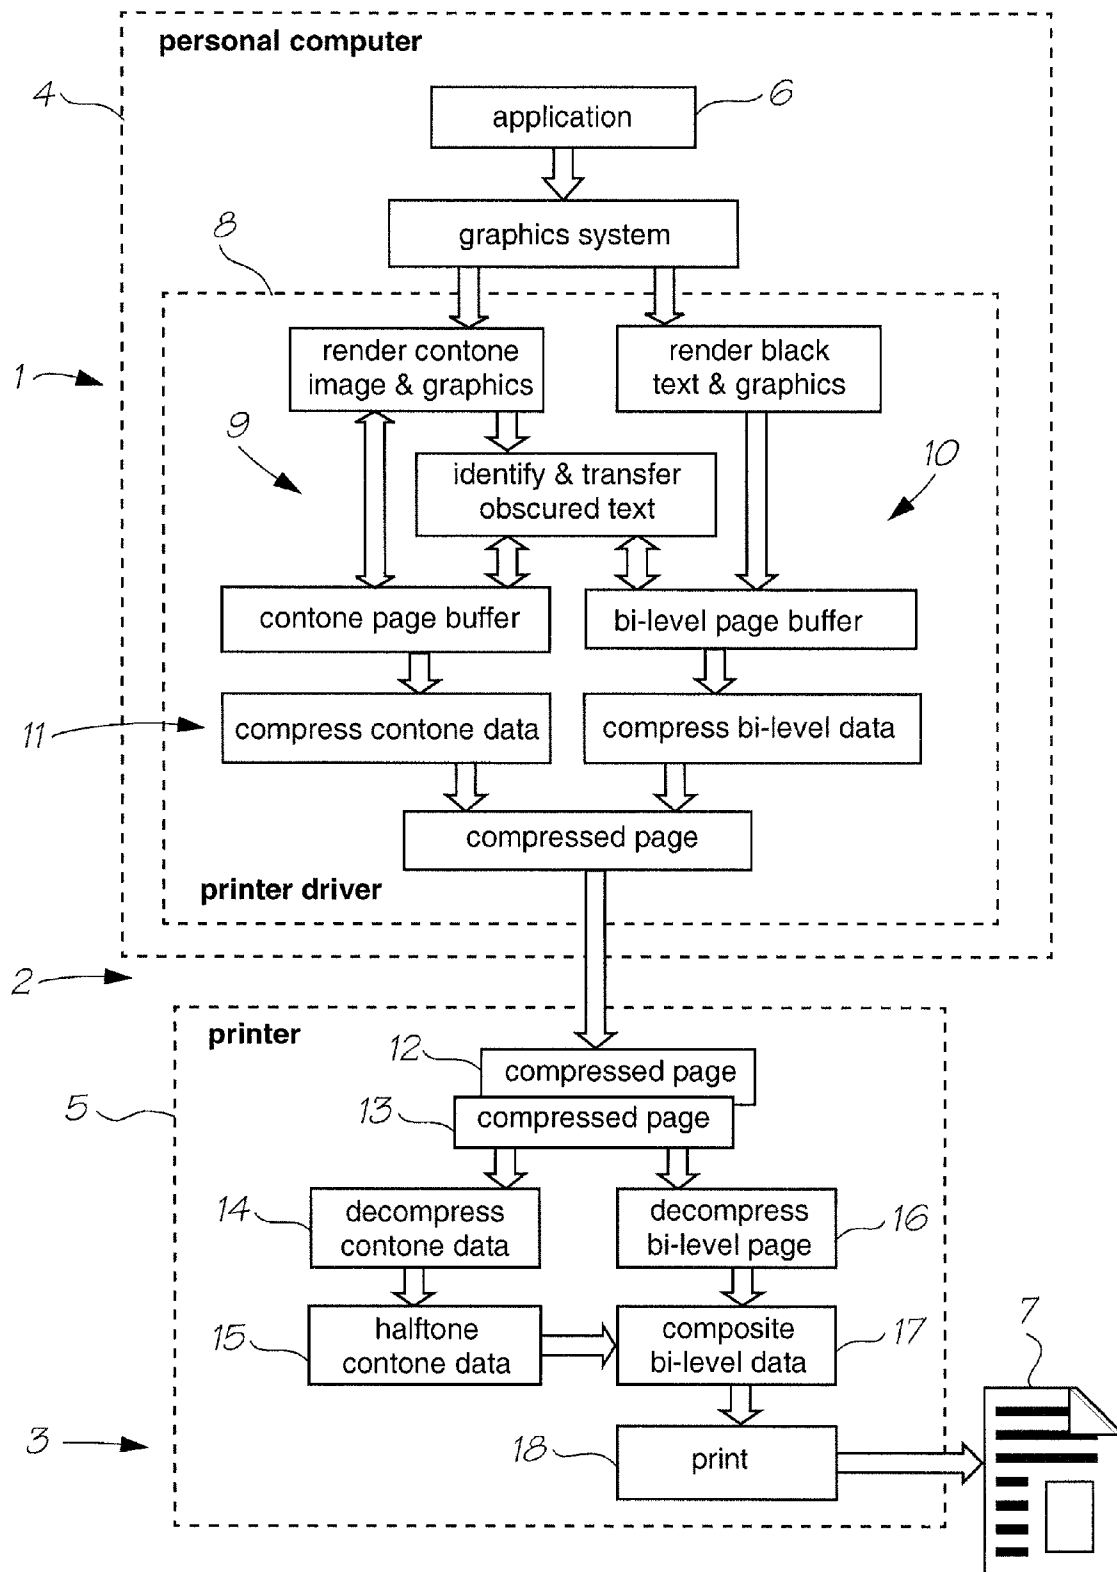 personal computer
4
application
6
graphics system
8
render contone
image & graphics
render black
text & graphics
1
9
identify & transfer
obscured text
10
contone page buffer
bi-level page buffer
11
compress contone data
compress bi-level data
compressed page
printer driver
2
printer
12
compressed page
5
13
compressed page
14
decompress
contone data
decompress
bi-level page
16
15
halftone
contone data
composite
bi-level data
17
7
3
18
print